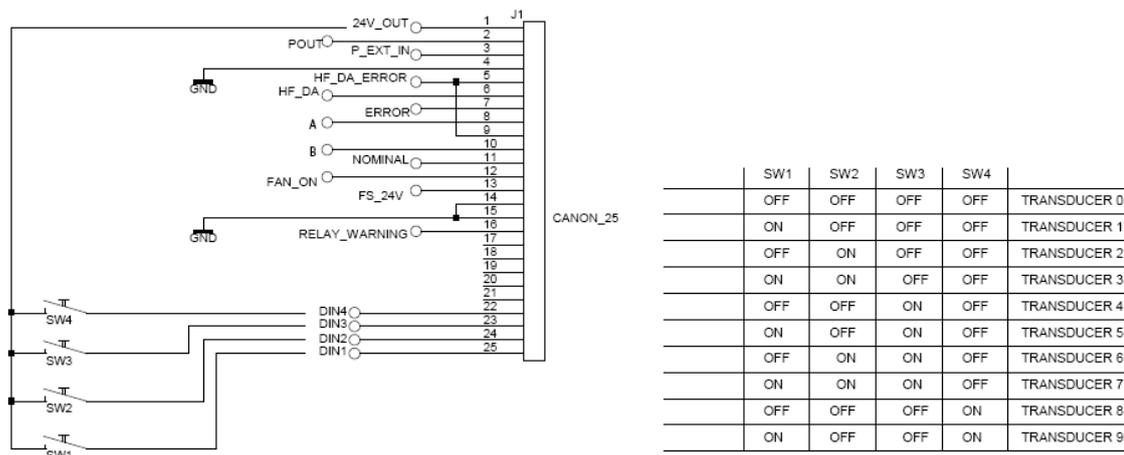 J1
24V_OUT 1
POUT 2
P_EXT_IN 3
4
GND
HF_DA_ERROR 5
HF_DA 6
ERROR 7
A 8
9
B 10
NOMINAL 11
FAN_ON 12
FS_24V 13
14
15
GND
RELAY_WARNING 16
17
18
19
20
21
DIN4 22
DIN3 23
DIN2 24
DIN1 25
CANON_25
SW4
SW3
SW2
SW1
SW1 SW2 SW3 SW4
OFF OFF OFF OFF TRANSDUCER 0
ON OFF OFF OFF TRANSDUCER 1
OFF ON OFF OFF TRANSDUCER 2
ON ON OFF OFF TRANSDUCER 3
OFF OFF ON OFF TRANSDUCER 4
ON OFF ON OFF TRANSDUCER 5
OFF ON ON OFF TRANSDUCER 6
ON ON ON OFF TRANSDUCER 7
OFF OFF OFF ON TRANSDUCER 8
ON OFF OFF ON TRANSDUCER 9